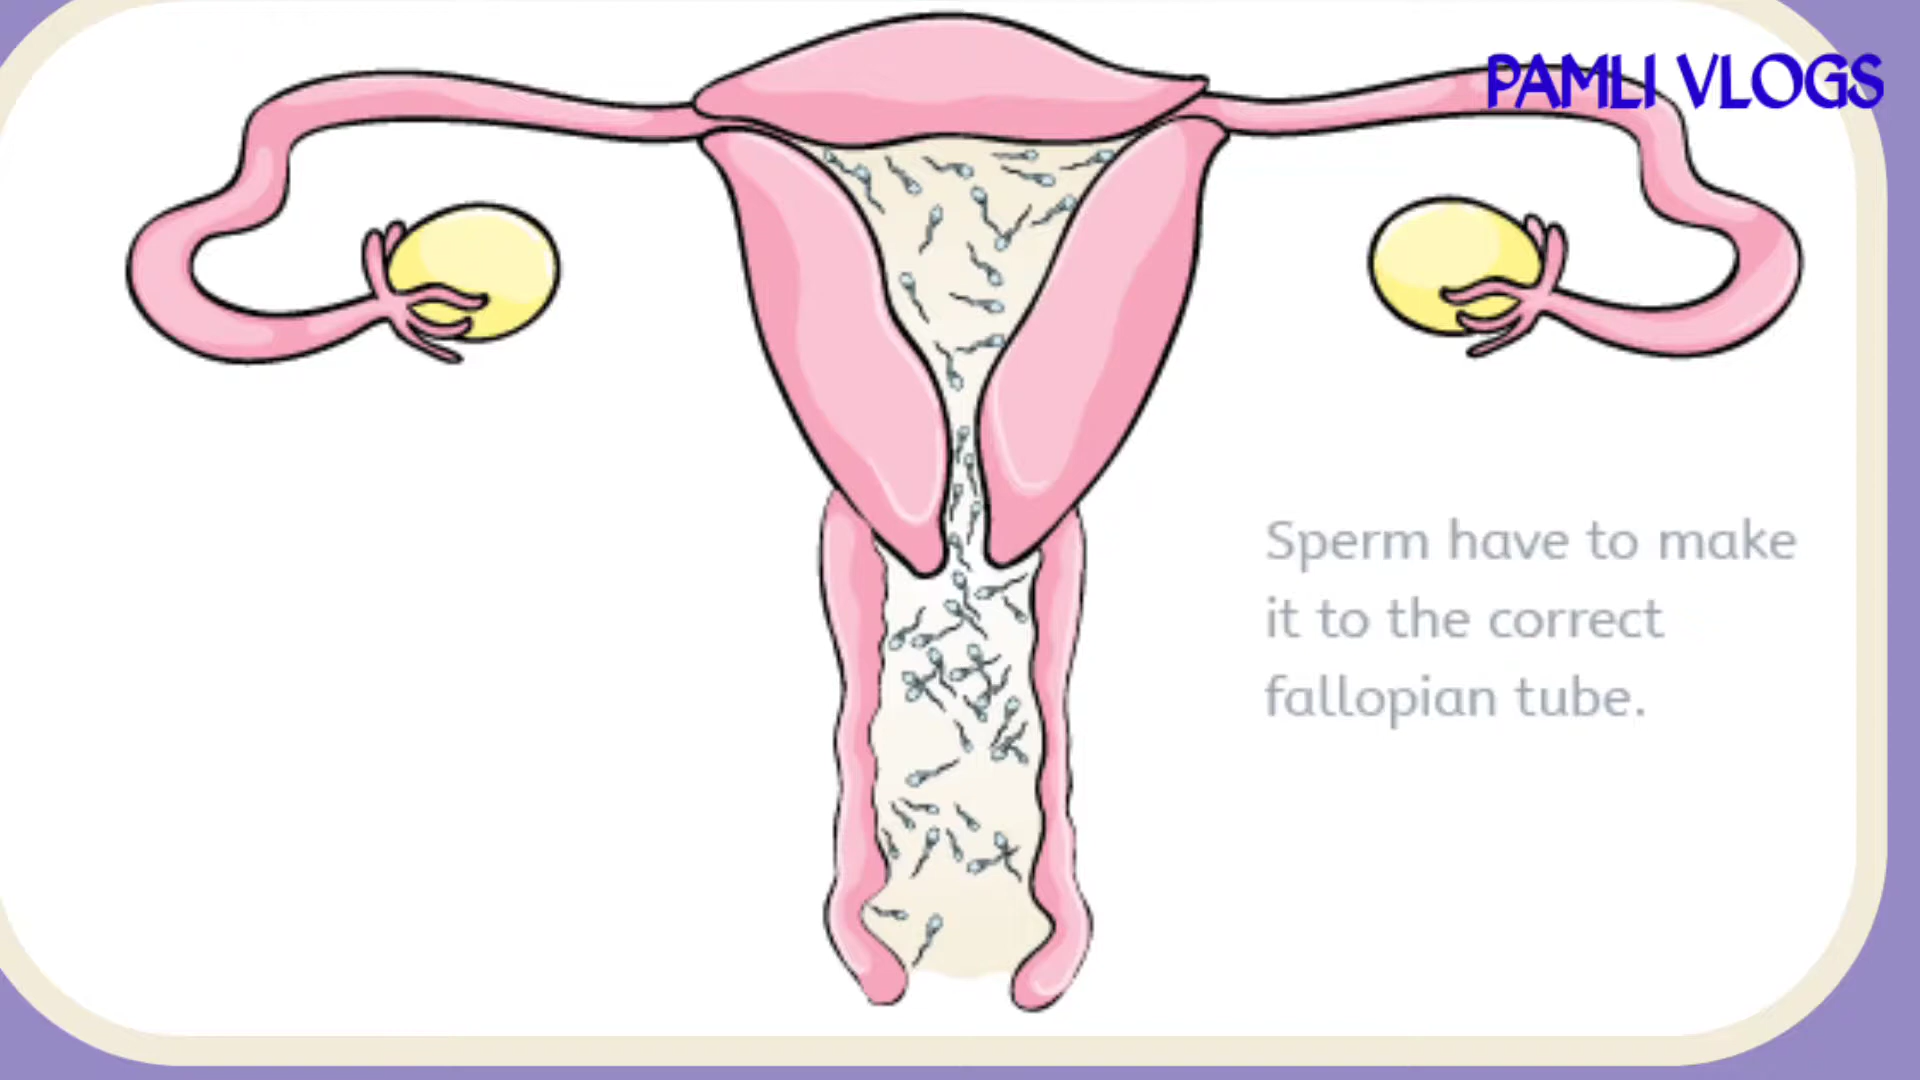 PAMLI VLOGS
Sperm have to make
it to the correct
fallopian tube.